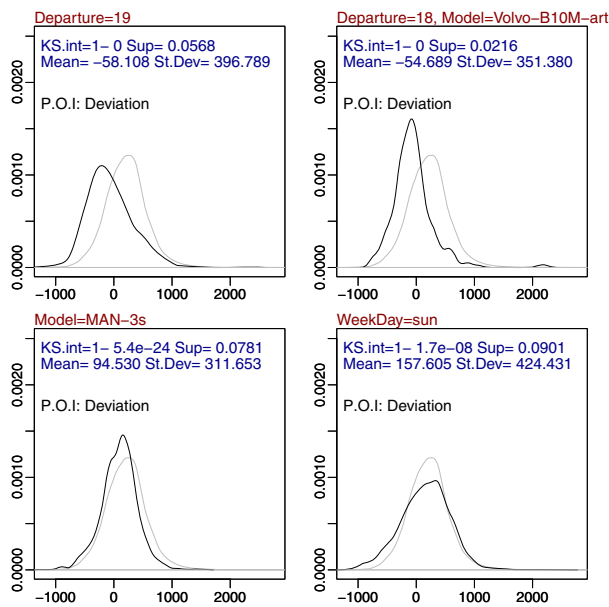 Departure=19
KS.int=1− 0 Sup= 0.0568
Mean= −58.108 St.Dev= 396.789
P.O.I: Deviation
0.0000 0.0010 0.0020
−1000 0 1000 2000
Departure=18, Model=Volvo−B10M−art
KS.int=1− 0 Sup= 0.0216
Mean= −54.689 St.Dev= 351.380
P.O.I: Deviation
0.0000 0.0010 0.0020
−1000 0 1000 2000
Model=MAN−3s
KS.int=1− 5.4e−24 Sup= 0.0781
Mean= 94.530 St.Dev= 311.653
P.O.I: Deviation
0.0000 0.0010 0.0020
−1000 0 1000 2000
WeekDay=sun
KS.int=1− 1.7e−08 Sup= 0.0901
Mean= 157.605 St.Dev= 424.431
P.O.I: Deviation
0.0000 0.0010 0.0020
−1000 0 1000 2000